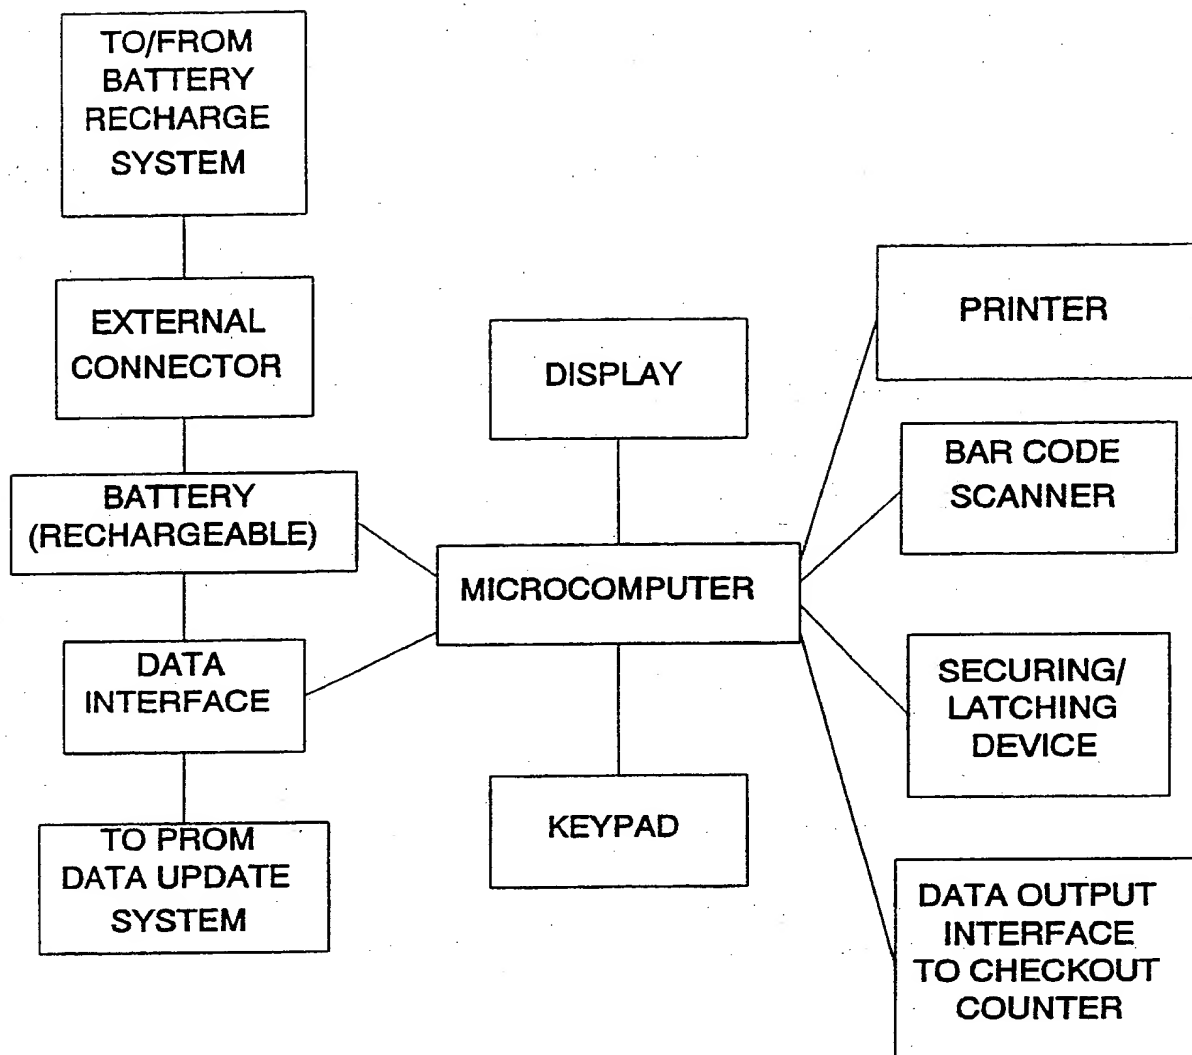 TO/FROM
BATTERY
RECHARGE
SYSTEM
EXTERNAL
CONNECTOR
BATTERY
(RECHARGEABLE)
DATA
INTERFACE
TO PROM
DATA UPDATE
SYSTEM
DISPLAY
MICROCOMPUTER
KEYPAD
PRINTER
BAR CODE
SCANNER
SECURING/
LATCHING
DEVICE
DATA OUTPUT
INTERFACE
TO CHECKOUT
COUNTER